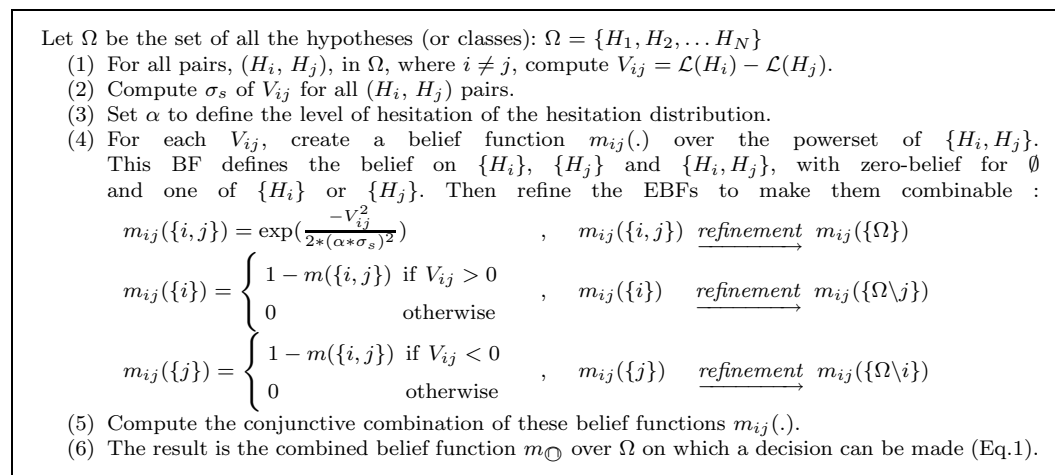 Let Ω be the set of all the hypotheses (or classes): Ω = {H₁, H₂, . . . H_N}
(1) For all pairs, (H_i, H_j), in Ω, where i ≠ j, compute V_ij = ℒ(H_i) − ℒ(H_j).
(2) Compute σ_s of V_ij for all (H_i, H_j) pairs.
(3) Set α to define the level of hesitation of the hesitation distribution.
(4) For each V_ij, create a belief function m_ij(.) over the powerset of {H_i, H_j}.
This BF defines the belief on {H_i}, {H_j} and {H_i, H_j}, with zero-belief for ∅
and one of {H_i} or {H_j}. Then refine the EBFs to make them combinable :
m_ij({i, j}) = exp(−V_ij² / 2∗(α∗σ_s)²) , m_ij({i, j}) refinement⟶ m_ij({Ω})
m_ij({i}) = { 1 − m({i, j}) if V_ij > 0
0 otherwise , m_ij({i}) refinement⟶ m_ij({Ω\j})
m_ij({j}) = { 1 − m({i, j}) if V_ij < 0
0 otherwise , m_ij({j}) refinement⟶ m_ij({Ω\i})
(5) Compute the conjunctive combination of these belief functions m_ij(.).
(6) The result is the combined belief function m_∩⃝ over Ω on which a decision can be made (Eq.1).